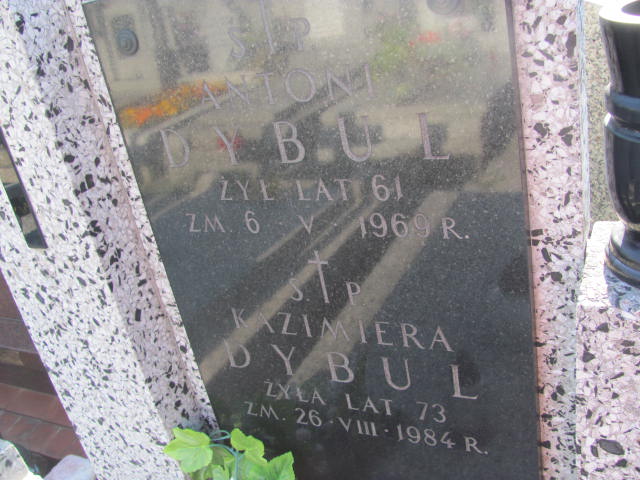 Ś P
ANTONI
DYBUL
ŻYŁ LAT 61
ZM. 6 V 1969 R.
Ś. P
KAZIMIERA
DYBUL
ŻYŁA LAT 73
ZM. 26·VIII·1984 R.